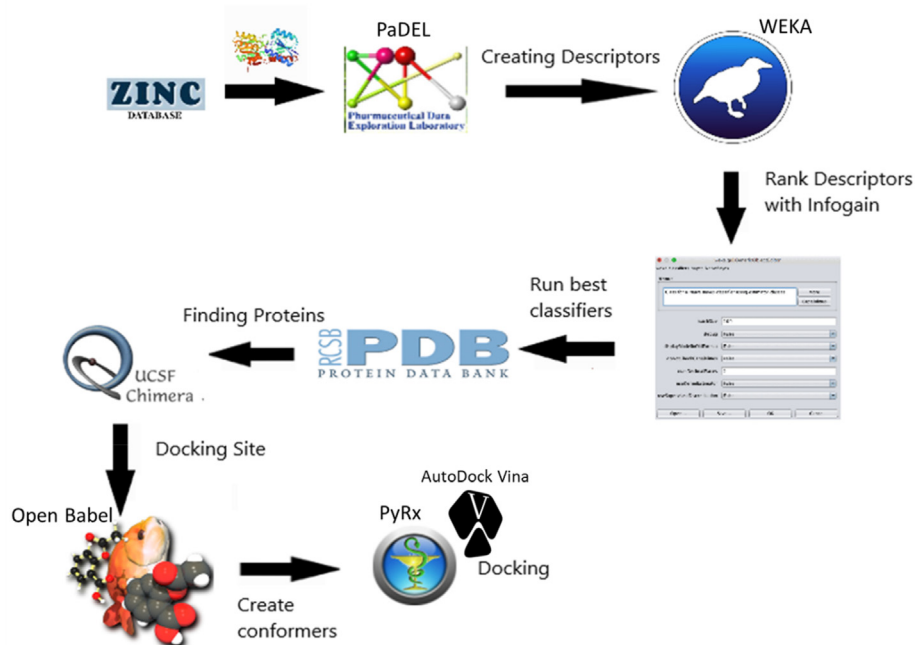 PaDEL
WEKA
ZINC
DATABASE
Creating Descriptors
Pharmaceutical Data
Exploration Laboratory
Rank Descriptors
with Infogain
Run best
classifiers
Finding Proteins
RCSB
PDB
PROTEIN DATA BANK
UCSF
Chimera
Docking Site
AutoDock Vina
V
Open Babel
PyRx
Docking
Create
conformers